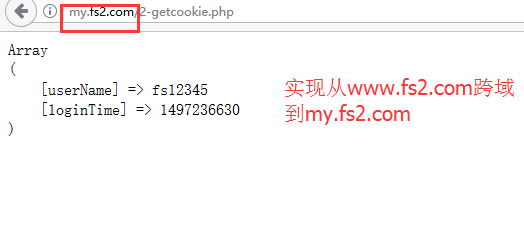 my.fs2.com/2-getcookie.php
Array
(
[userName] => fs12345
[loginTime] => 1497236630
)
实现从www.fs2.com跨域
到my.fs2.com